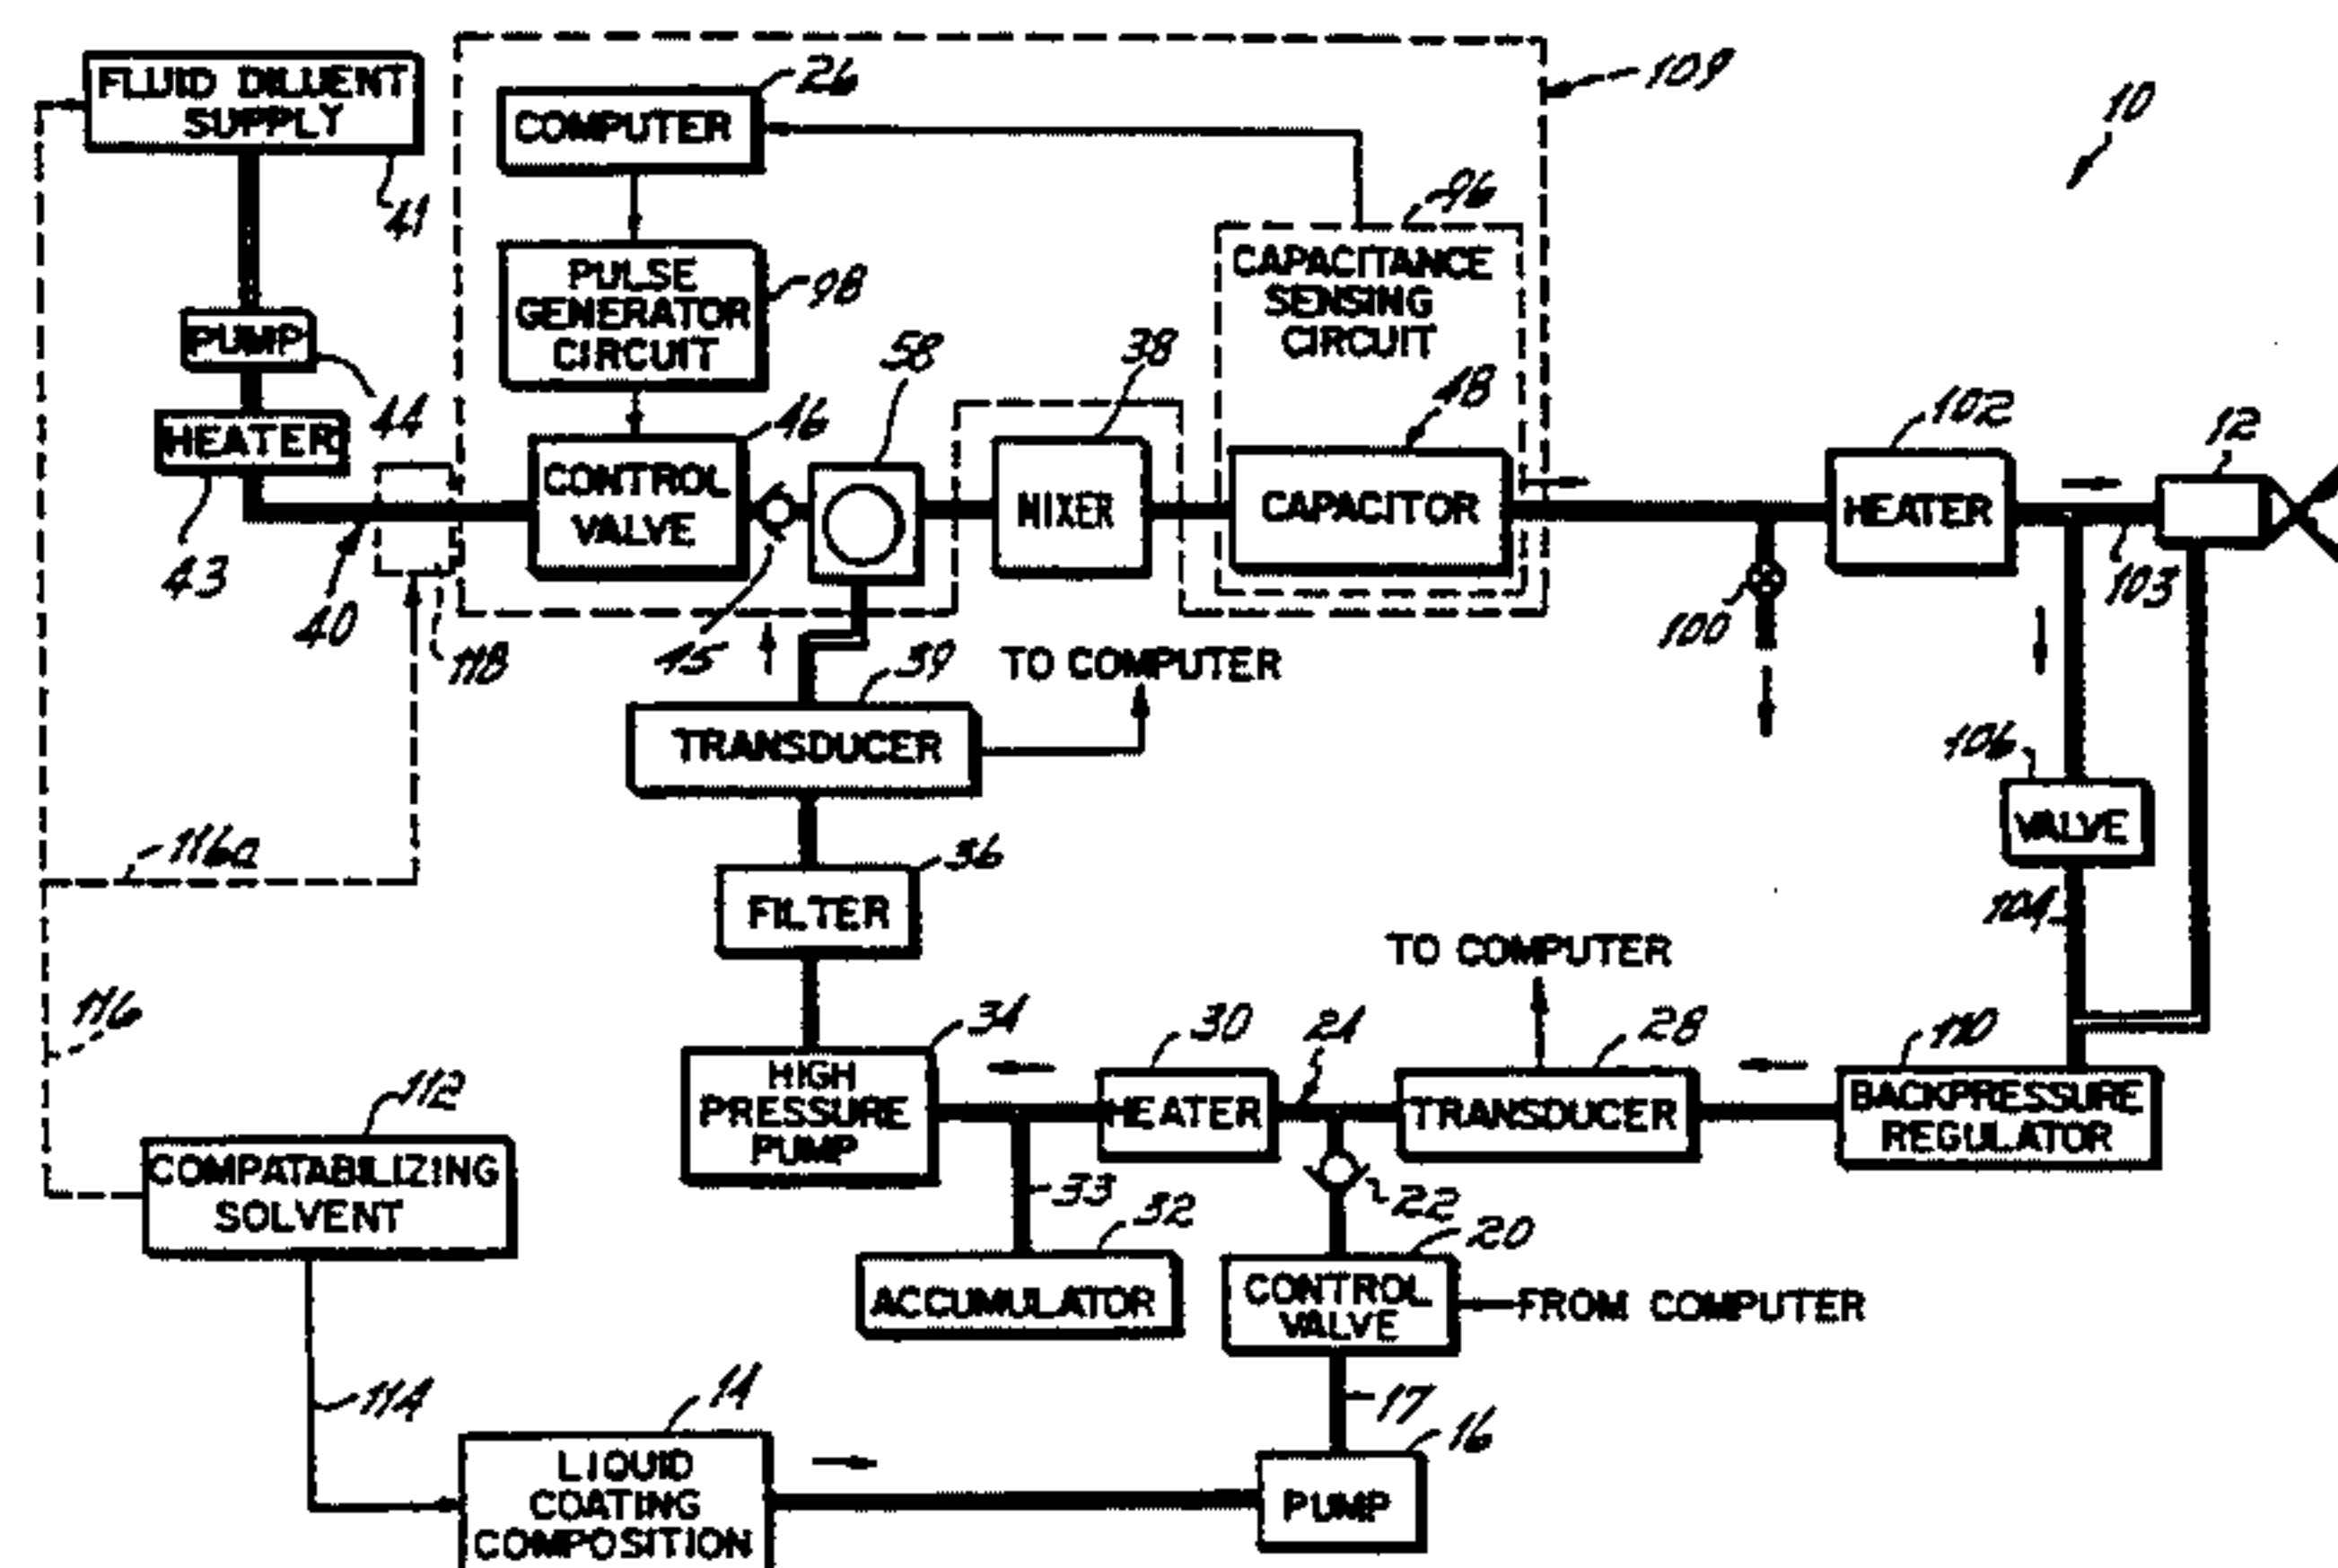 FLUID DILUENT
SUPPLY
41
PUMP
44
HEATER
43
40
118
COMPUTER
26
109
10
PULSE
GENERATOR
CIRCUIT
98
96
CAPACITANCE
SENSING
CIRCUIT
CONTROL
VALVE
46
45
58
MIXER
38
CAPACITOR
48
HEATER
102
12
103
100
TRANSDUCER
39
TO COMPUTER
FILTER
36
106
VALVE
104
116a
116
HIGH
PRESSURE
PUMP
34
HEATER
30
24
TO COMPUTER
TRANSDUCER
28
BACKPRESSURE
REGULATOR
110
33
ACCUMULATOR
32
22
CONTROL
VALVE
20
FROM COMPUTER
17
PUMP
16
COMPATABILIZING
SOLVENT
112
114
LIQUID
COATING
COMPOSITION
14